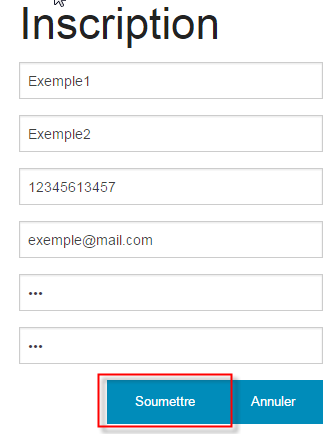 Inscription
Exemple1
Exemple2
12345613457
exemple@mail.com
•••
•••
Soumettre Annuler